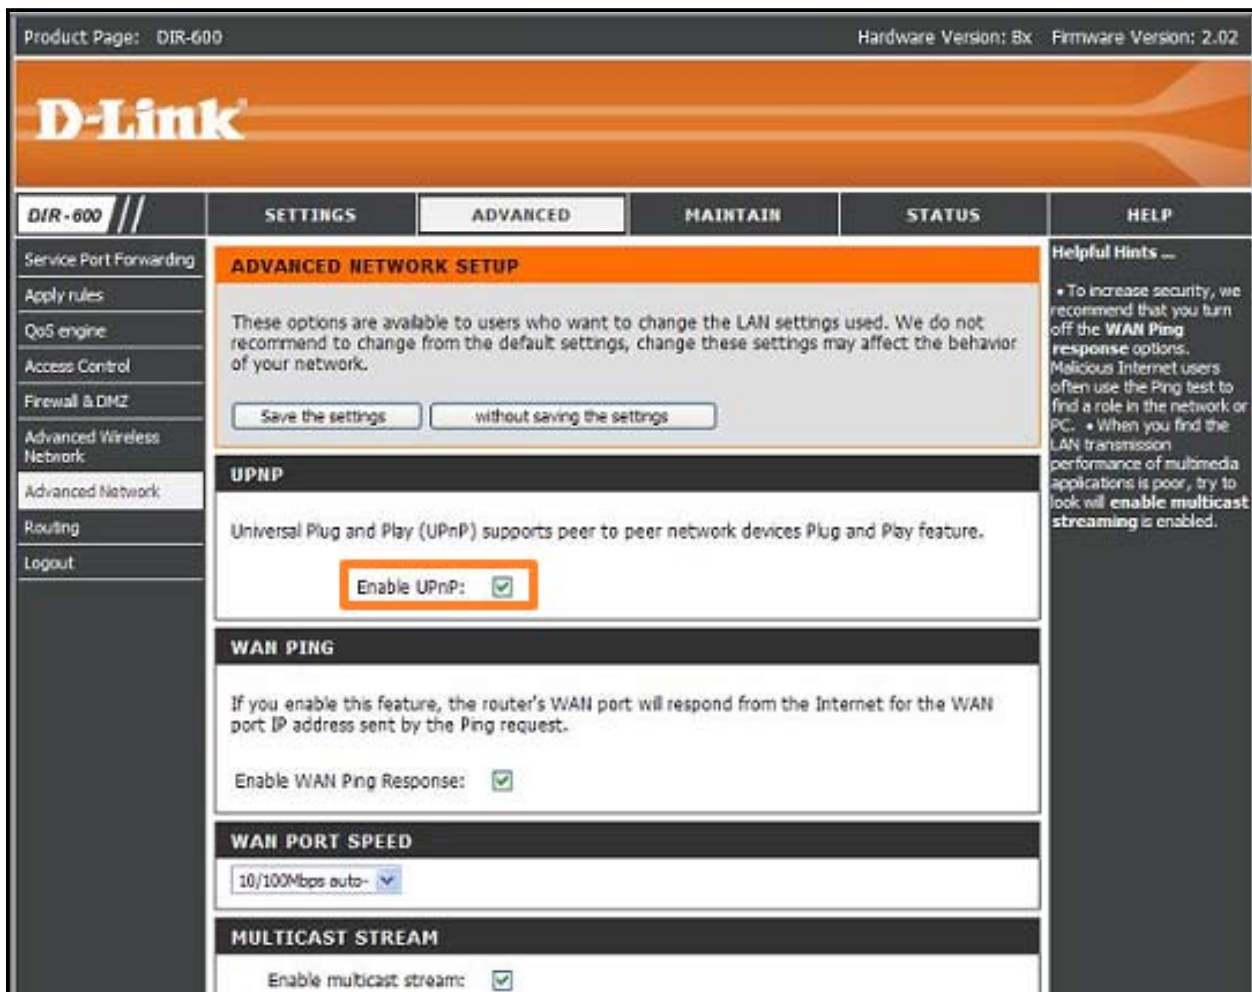 Product Page: DIR-600
Hardware Version: Bx Firmware Version: 2.02
D-Link
DIR-600
SETTINGS
ADVANCED
MAINTAIN
STATUS
HELP
Service Port Forwarding
Apply rules
QoS engine
Access Control
Firewall & DMZ
Advanced Wireless
Network
Advanced Network
Routing
Logout
ADVANCED NETWORK SETUP
These options are available to users who want to change the LAN settings used. We do not
recommend to change from the default settings, change these settings may affect the behavior
of your network.
Save the settings
without saving the settings
UPNP
Universal Plug and Play (UPnP) supports peer to peer network devices Plug and Play feature.
Enable UPnP:
WAN PING
If you enable this feature, the router's WAN port will respond from the Internet for the WAN
port IP address sent by the Ping request.
Enable WAN Ping Response:
WAN PORT SPEED
10/100Mbps auto-
MULTICAST STREAM
Enable multicast stream:
Helpful Hints ...
• To increase security, we
recommend that you turn
off the WAN Ping
response options.
Malicious Internet users
often use the Ping test to
find a role in the network or
PC. • When you find the
LAN transmission
performance of multimedia
applications is poor, try to
look will enable multicast
streaming is enabled.